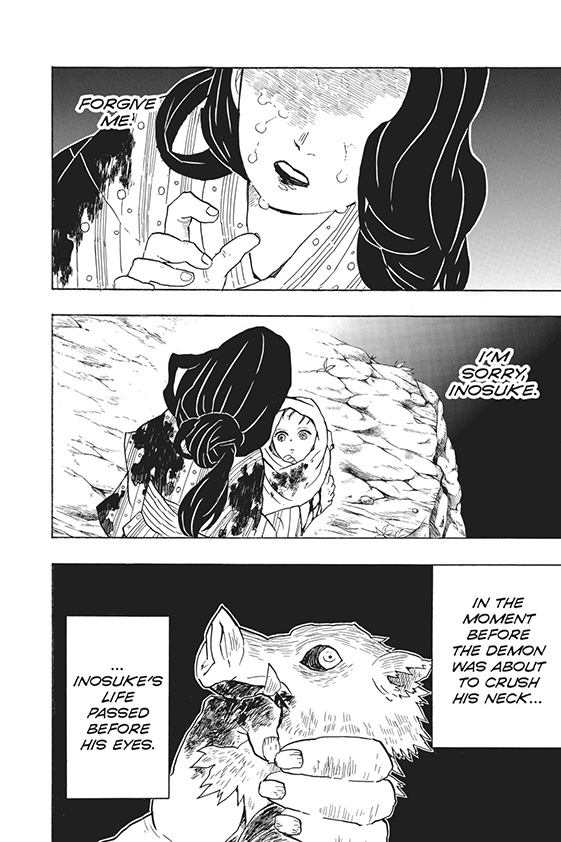 FORGIVE
ME.
I'M
SORRY,
INOSUKE.
IN THE
MOMENT
BEFORE
THE DEMON
WAS ABOUT
TO CRUSH
HIS NECK...
...
INOSUKE'S
LIFE
PASSED
BEFORE
HIS EYES.